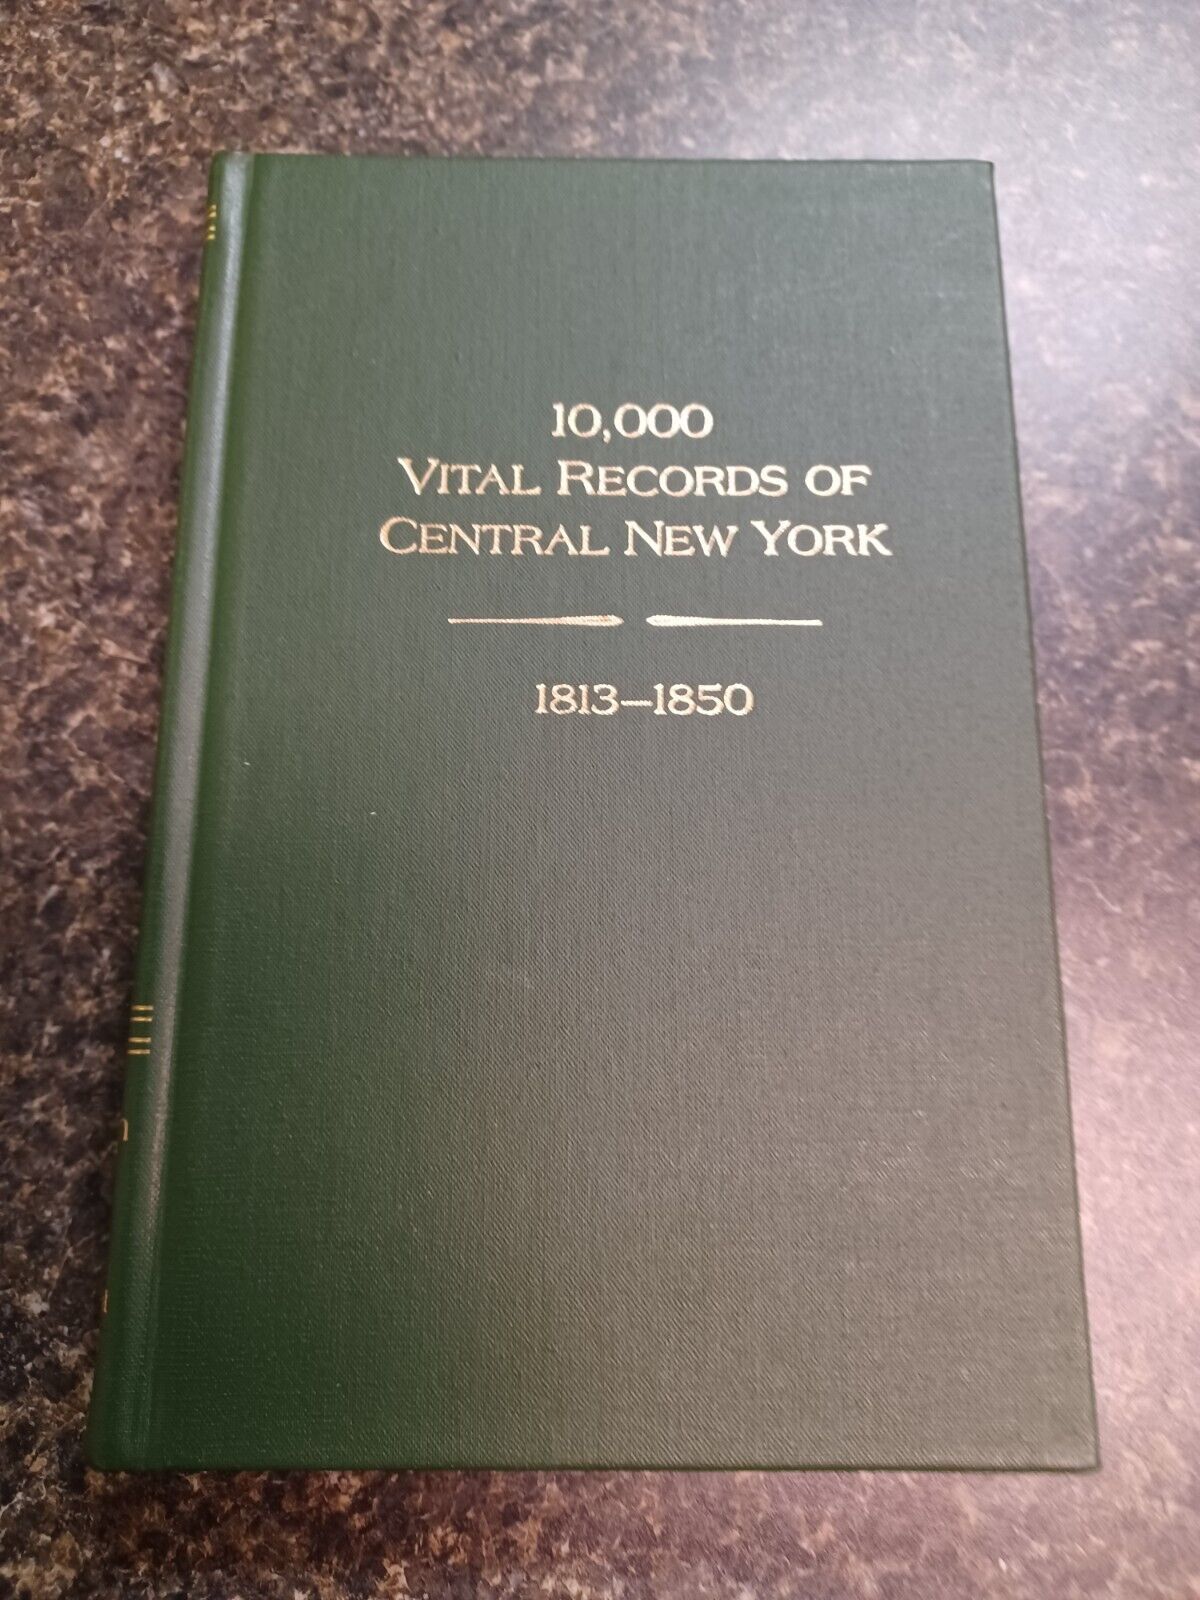 10,000
VITAL RECORDS OF
CENTRAL NEW YORK
1813–1850